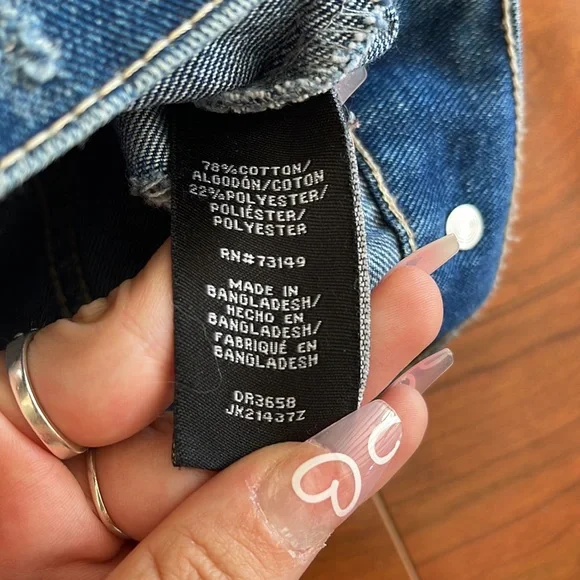 78%COTTON/
ALGODÓN/COTON
22%POLYESTER/
POLIÉSTER/
POLYESTER
RN#73149
MADE IN
BANGLADESH/
HECHO EN
BANGLADESH/
FABRIQUÉ EN
BANGLADESH
DR3658
JK21437Z